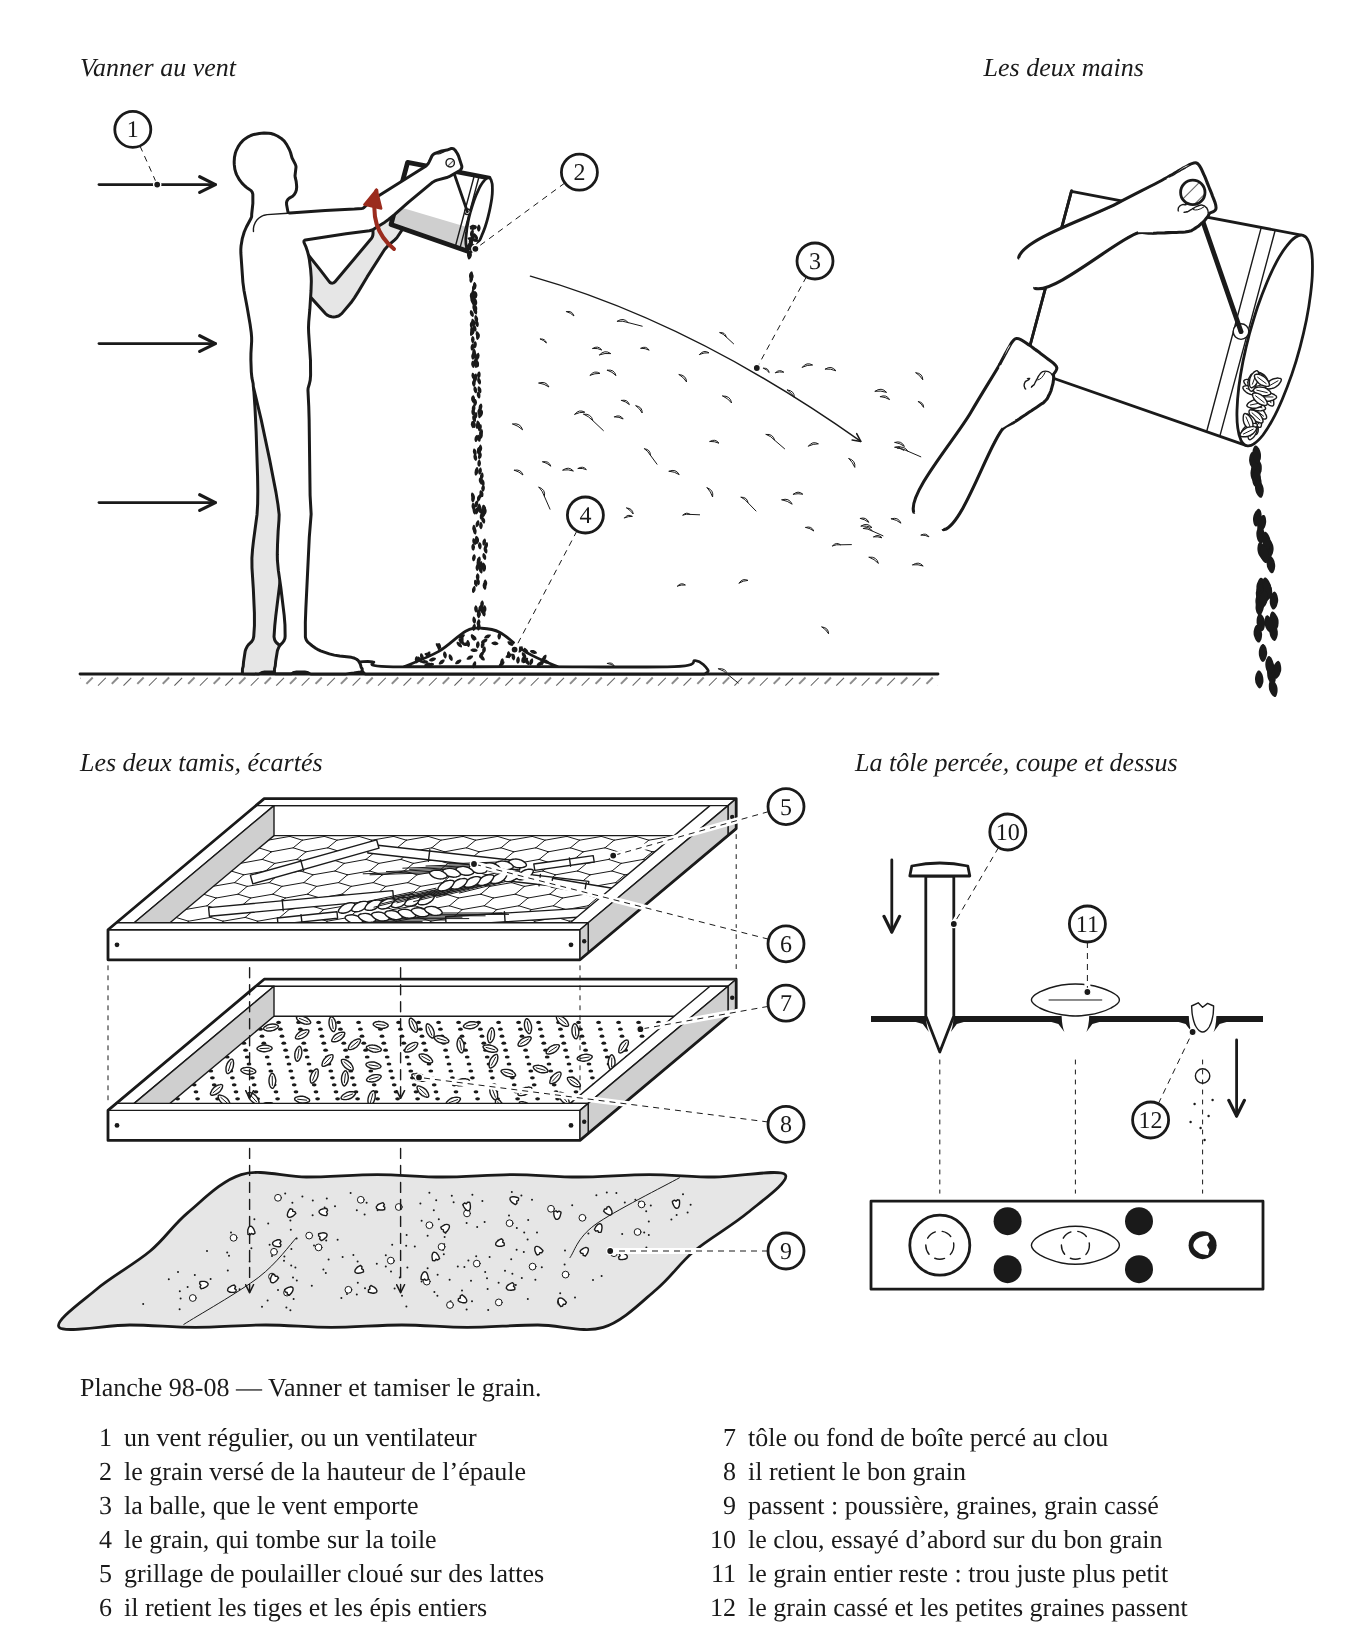 Vanner au vent
Les deux mains
1
2
3
4
Les deux tamis, écartés
La tôle percée, coupe et dessus
5
6
7
8
9
10
11
12
Planche 98-08 — Vanner et tamiser le grain.
1 un vent régulier, ou un ventilateur
2 le grain versé de la hauteur de l’épaule
3 la balle, que le vent emporte
4 le grain, qui tombe sur la toile
5 grillage de poulailler cloué sur des lattes
6 il retient les tiges et les épis entiers
7 tôle ou fond de boîte percé au clou
8 il retient le bon grain
9 passent : poussière, graines, grain cassé
10 le clou, essayé d’abord sur du bon grain
11 le grain entier reste : trou juste plus petit
12 le grain cassé et les petites graines passent